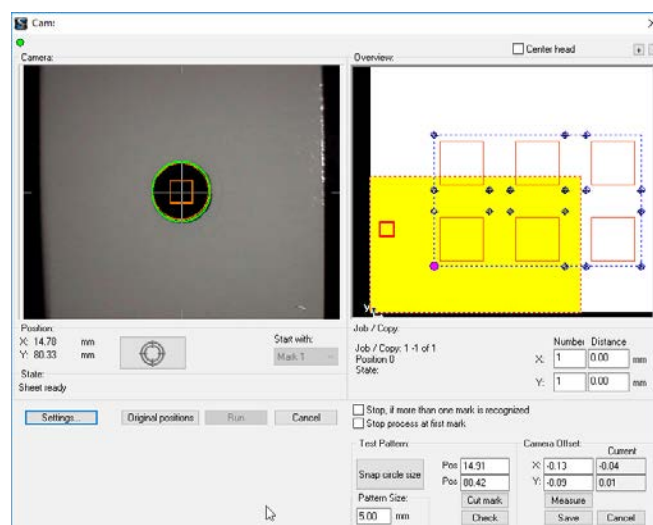 Cam:
Camera:
Overview:
Center head
+
Position:
X: 14.78 mm
Y: 80.33 mm
Start with:
Mark 1
State:
Sheet ready
Settings...
Original positions
Run
Cancel
Job / Copy:
Job / Copy: 1 -1 of 1
Position 0
State:
Number Distance
X: 1 0.00 mm
Y: 1 0.00 mm
Stop, if more than one mark is recognized
Stop process at first mark
Test Pattern:
Snap circle size
Pos 14.91
Pos 80.42
Pattern Size:
5.00 mm
Cut mark
Check
Camera Offset:
Current
X: -0.13 -0.04
Y: -0.09 0.01
Measure
Save
Cancel